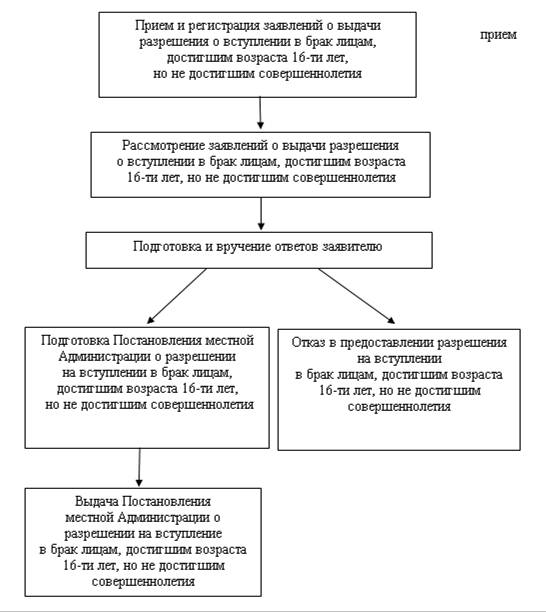 Прием и регистрация заявлений о выдачи
разрешения о вступлении в брак лицам,
достигшим возраста 16-ти лет,
но не достигшим совершеннолетия
прием
Рассмотрение заявлений о выдачи разрешения
о вступлении в брак лицам, достигшим возраста
16-ти лет, но не достигшим совершеннолетия
Подготовка и вручение ответов заявителю
Подготовка Постановления местной
Администрации о разрешении
на вступлении в брак лицам,
достигшим возраста 16-ти лет,
но не достигшим совершеннолетия
Отказ в предоставлении разрешения
на вступлении
в брак лицам, достигшим возраста
16-ти лет, но не достигшим
совершеннолетия
Выдача Постановления
местной Администрации о
разрешении на вступление
в брак лицам, достигшим возраста
16-ти лет, но не достигшим
совершеннолетия